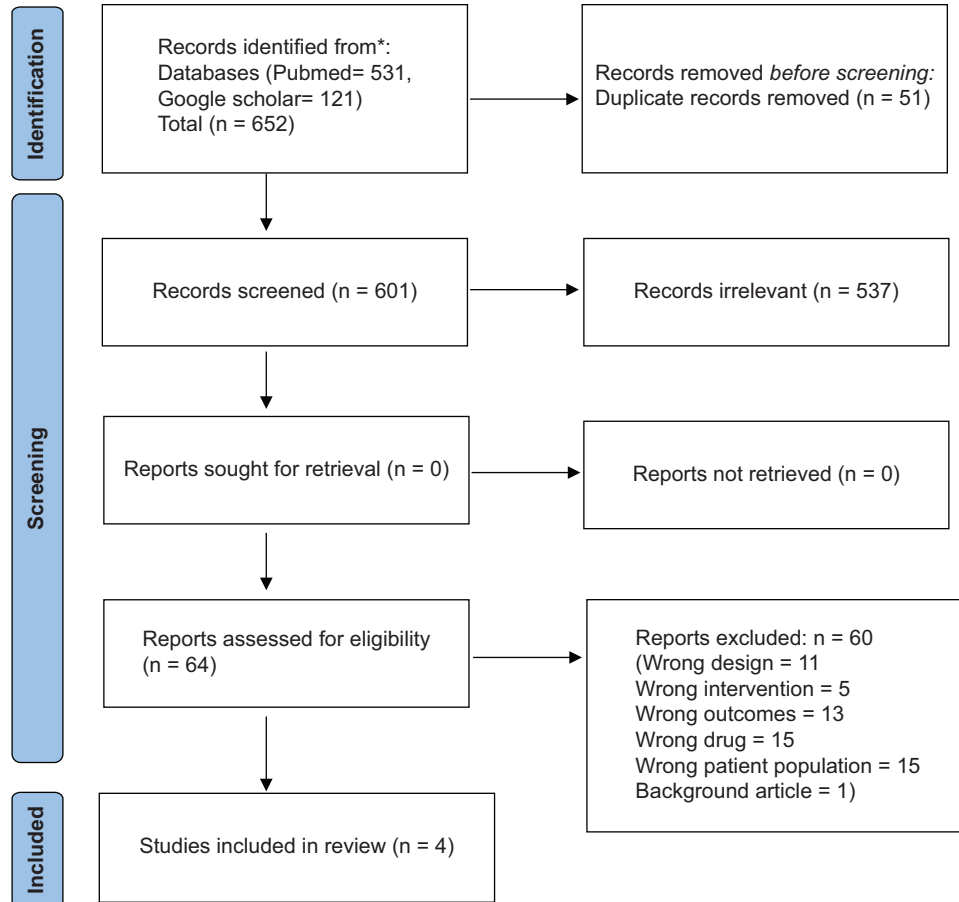 Identification
Records identified from*:
Databases (Pubmed= 531,
Google scholar= 121)
Total (n = 652)
Records removed before screening:
Duplicate records removed (n = 51)
Screening
Records screened (n = 601)
Records irrelevant (n = 537)
Reports sought for retrieval (n = 0)
Reports not retrieved (n = 0)
Reports assessed for eligibility
(n = 64)
Reports excluded: n = 60
(Wrong design = 11
Wrong intervention = 5
Wrong outcomes = 13
Wrong drug = 15
Wrong patient population = 15
Background article = 1)
Included
Studies included in review (n = 4)